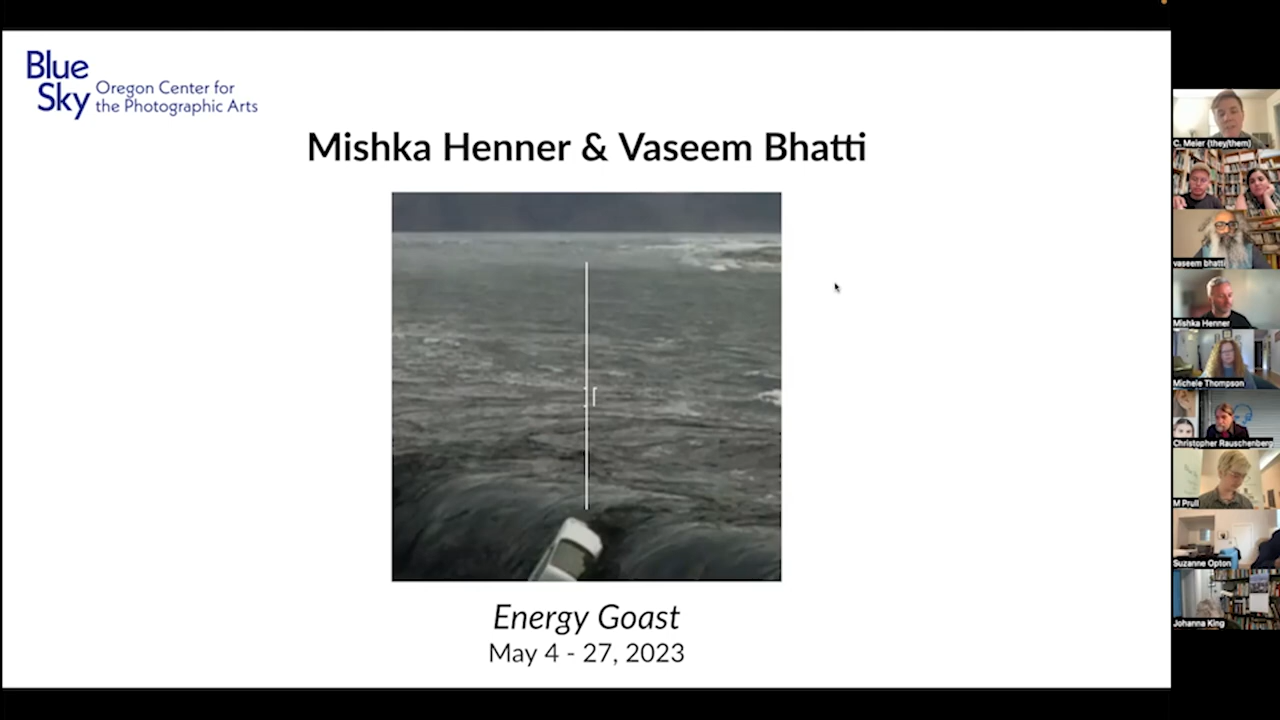 Blue
Sky
Oregon Center for
the Photographic Arts
Mishka Henner & Vaseem Bhatti
Energy Goast
May 4 - 27, 2023
C. Meier (they/them)
vaseem bhatti
Mishka Henner
Michele Thompson
Christopher Rauschenberg
M Prull
Suzanne Opton
Johanna King